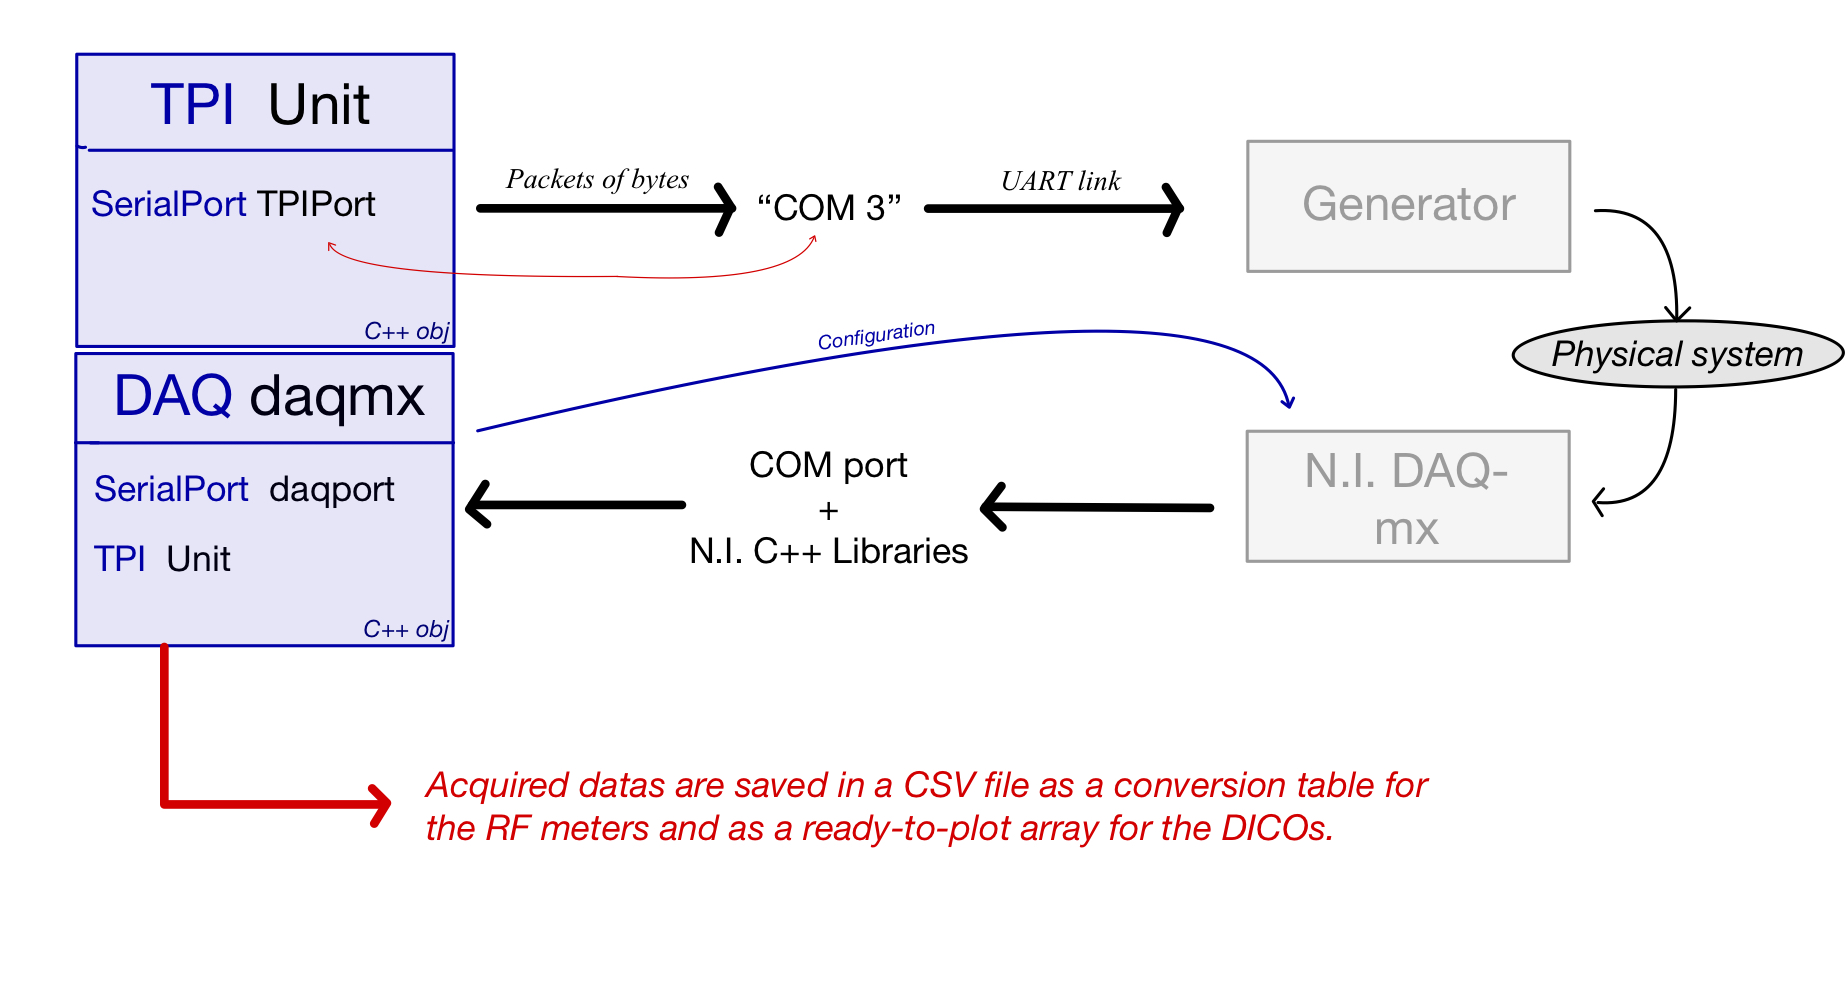 TPI Unit
SerialPort TPIPort
C++ obj
Packets of bytes
“COM 3”
UART link
Generator
Physical system
Configuration
DAQ daqmx
SerialPort daqport
TPI Unit
C++ obj
COM port
+
N.I. C++ Libraries
N.I. DAQ-
mx
Acquired datas are saved in a CSV file as a conversion table for
the RF meters and as a ready-to-plot array for the DICOs.